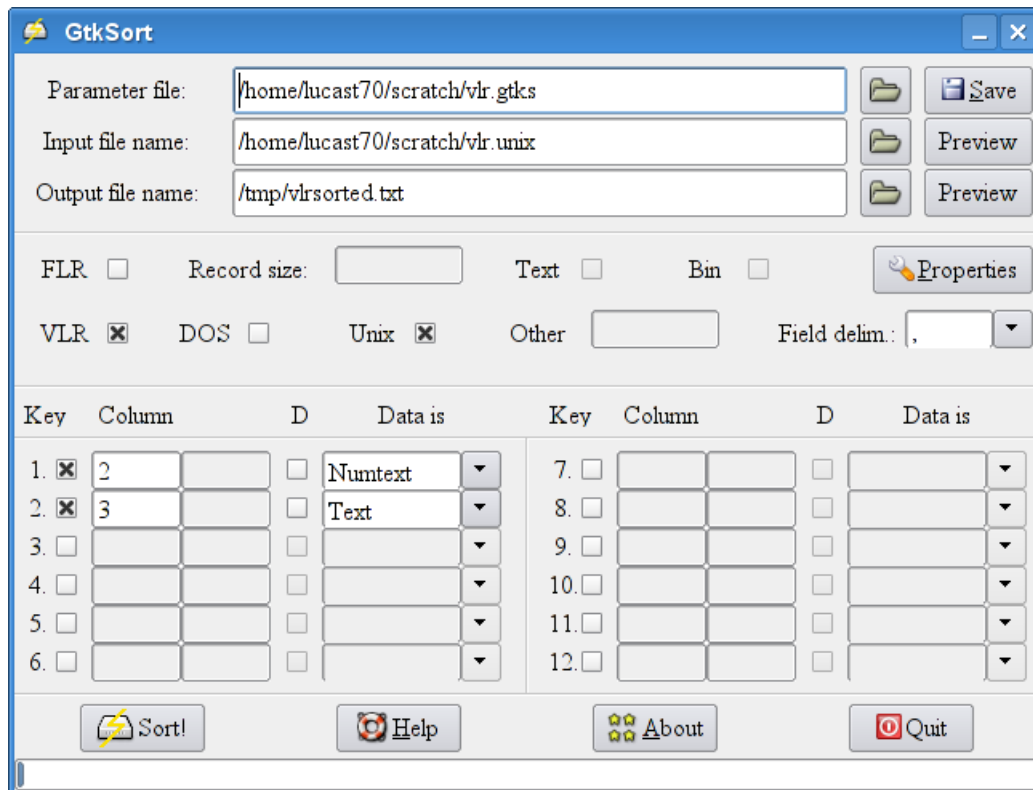 GtkSort
Parameter file: /home/lucast70/scratch/vlr.gtks Save
Input file name: /home/lucast70/scratch/vlr.unix Preview
Output file name: /tmp/vlrsorted.txt Preview
FLR Record size: Text Bin Properties
VLR DOS Unix Other Field delim.: ,
Key Column D Data is Key Column D Data is
1. 2 Numtext 7.
2. 3 Text 8.
3. 9.
4. 10.
5. 11.
6. 12.
Sort! Help About Quit